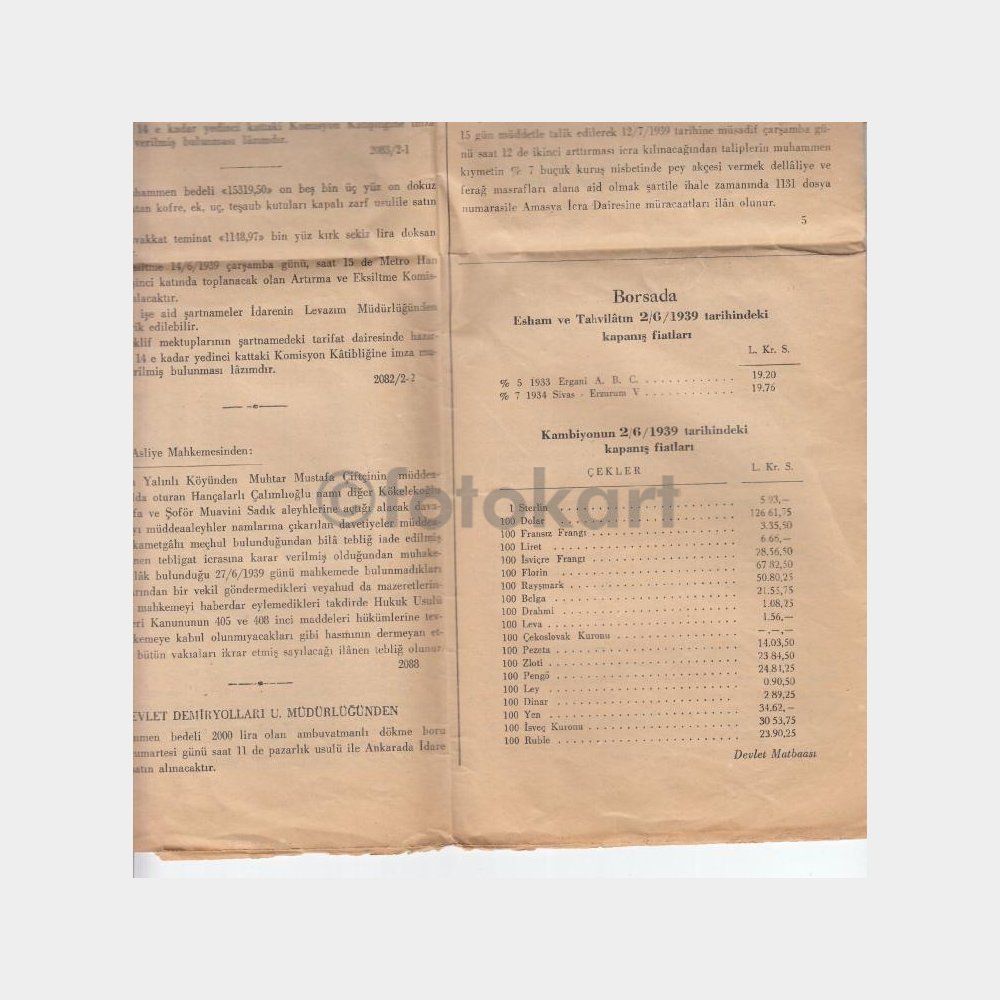 14 e kadar yedinci kattaki Komisyon Kâtibliğine imza
verilmiş bulunması lâzımdır.
2083/2-1
hammen bedeli «15319,50» on beş bin üç yüz on dokuz
atan kofre, ek, uç, teşaub kutuları kapalı zarf usulile satın
vakkat teminat «1148,97» bin yüz kırk sekiz lira doksan
siltme 14/6/1939 çarşamba günü, saat 15 de Metro Han
inci katında toplanacak olan Artırma ve Eksiltme Komis-
ılacaktır.
işe aid şartnameler İdarenin Levazım Müdürlüğünden
ik edilebilir.
klif mektuplarının şartnamedeki tarifat dairesinde hazır-
14 e kadar yedinci kattaki Komisyon Kâtibliğine imza mu-
rilmiş bulunması lâzımdır.
2082/2-2
Asliye Mahkemesinden:
Yalınlı Köyünden Muhtar Mustafa Çiftçinin müddea-
lda oturan Hançalarlı Çalımlıoğlu nami diğer Kökelekoğlu
fa ve Şoför Muavini Sadık aleyhlerine açtığı alacak dava
yı müddeaaleyhler namlarına çıkarılan davetiyeler müddea-
kametgâhı meçhul bulunduğundan bilâ tebliğ iade edilmiş
nen tebligat icrasına karar verilmiş olduğundan muhake-
lâk bulunduğu 27/6/1939 günü mahkemede bulunmadıkları
rından bir vekil göndermedikleri veyahud da mazeretlerin-
mahkemeyi haberdar eylemedikleri takdirde Hukuk Usulü
eri Kanununun 405 ve 408 inci maddeleri hükümlerine tev-
kemeye kabul olunmıyacakları gibi hasmının dermeyan et-
bütün vakıaları ikrar etmiş sayılacağı ilânen tebliğ olunur.
2088
EVLET DEMİRYOLLARI U. MÜDÜRLÜĞÜNDEN
mmen bedeli 2000 lira olan ambuvatmanlı dökme boru
umartesi günü saat 11 de pazarlık usulü ile Ankarada İdare
satın alınacaktır.
15 gün müddetle talik edilerek 12/7/1939 tarihine müsadif çarşamba gü-
nü saat 12 de ikinci arttırması icra kılınacağından taliplerin muhammen
kıymetin % 7 buçuk kuruş nisbetinde pey akçesi vermek dellâliye ve
ferağ masrafları alana aid olmak şartile ihale zamanında 1131 dosya
numarasile Amasya İcra Dairesine müracaatları ilân olunur.
5
Borsada
Esham ve Tahvilâtın 2/6/1939 tarihindeki
kapanış fiatları
L. Kr. S.
% 5 1933 Ergani A. B. C. . . . . . . . . . . . . 19.20
% 7 1934 Sivas - Erzurum V . . . . . . . . . . . . 19.76
Kambiyonun 2/6/1939 tarihindeki
kapanış fiatları
ÇEKLER L. Kr. S.
1 Sterlin . . . . . . . . . . 5 93,—
100 Dolar . . . . . . . . . . 126 61,75
100 Fransız Frangı . . . . . . . . . . 3.35,50
100 Liret . . . . . . . . . . 6.66,—
100 İsviçre Frangı . . . . . . . . . . 28.56,50
100 Florin . . . . . . . . . . 67 82,50
100 Rayşmark . . . . . . . . . . 50.80,25
100 Belga . . . . . . . . . . 21.55,75
100 Drahmi . . . . . . . . . . 1.08,25
100 Leva . . . . . . . . . . 1.56,—
100 Çekoslovak Kuronu . . . . . . . . . . —.—,—
100 Pezeta . . . . . . . . . . 14.03,50
100 Zloti . . . . . . . . . . 23.84,50
100 Pengö . . . . . . . . . . 24.84,25
100 Ley . . . . . . . . . . 0.90,50
100 Dinar . . . . . . . . . . 2 89,25
100 Yen . . . . . . . . . . 34.62,—
100 İsveç Kuronu . . . . . . . . . . 30 53,75
100 Ruble . . . . . . . . . . 23.90,25
Devlet Matbaası
©fotokart
©fotokart